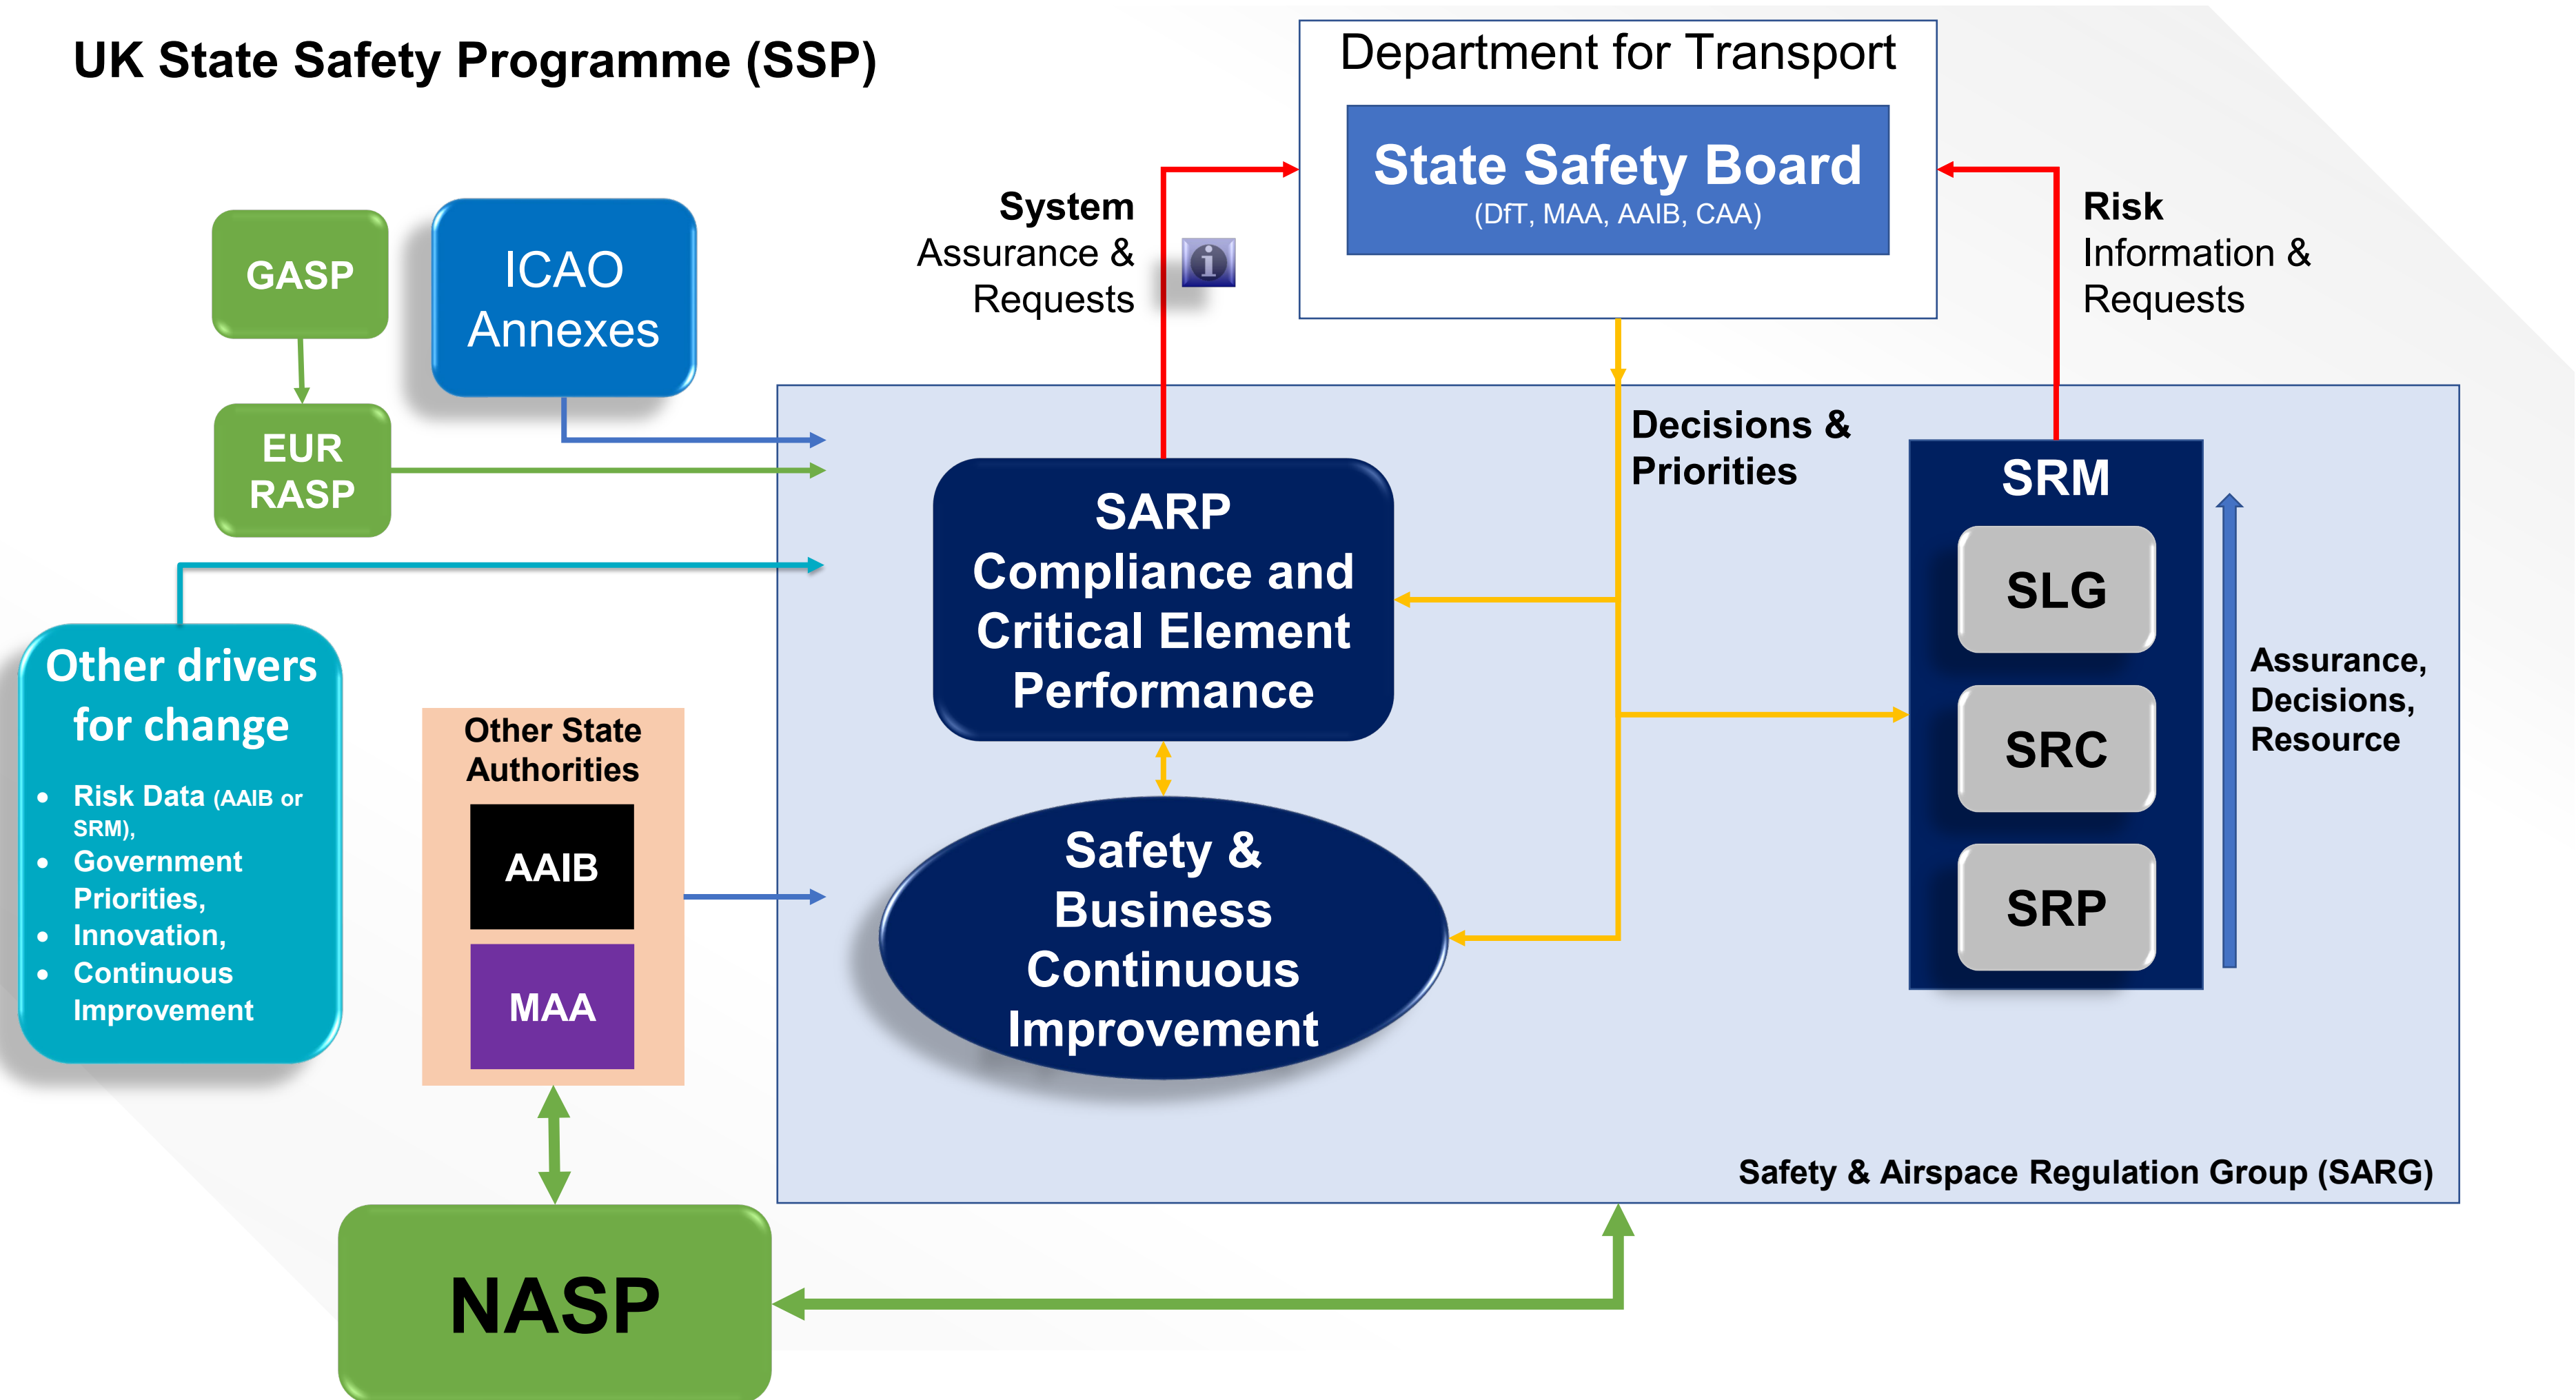 UK State Safety Programme (SSP)
Department for Transport
State Safety Board
(DfT, MAA, AAIB, CAA)
System
Assurance &
Requests
i
Risk
Information &
Requests
GASP
ICAO
Annexes
EUR
RASP
Decisions &
Priorities
SARP
Compliance and
Critical Element
Performance
SRM
SLG
SRC
SRP
Assurance,
Decisions,
Resource
Other drivers
for change
• Risk Data (AAIB or
SRM),
• Government
Priorities,
• Innovation,
• Continuous
Improvement
Other State
Authorities
AAIB
MAA
Safety &
Business
Continuous
Improvement
Safety & Airspace Regulation Group (SARG)
NASP